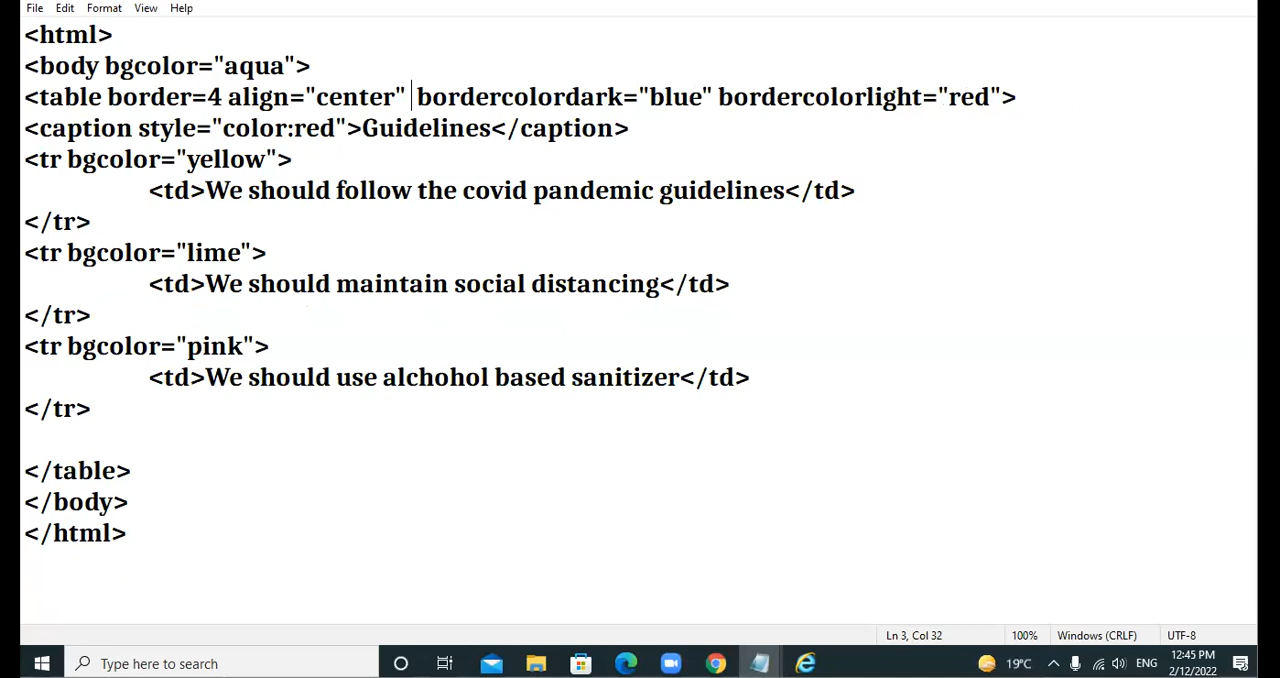 File Edit Format View Help
<html>
<body bgcolor="aqua">
<table border=4 align="center" bordercolordark="blue" bordercolorlight="red">
<caption style="color:red">Guidelines</caption>
<tr bgcolor="yellow">
<td>We should follow the covid pandemic guidelines</td>
</tr>
<tr bgcolor="lime">
<td>We should maintain social distancing</td>
</tr>
<tr bgcolor="pink">
<td>We should use alchohol based sanitizer</td>
</tr>
</table>
</body>
</html>
Ln 3, Col 32 100% Windows (CRLF) UTF-8
Type here to search 19°C ENG 12:45 PM
2/12/2022